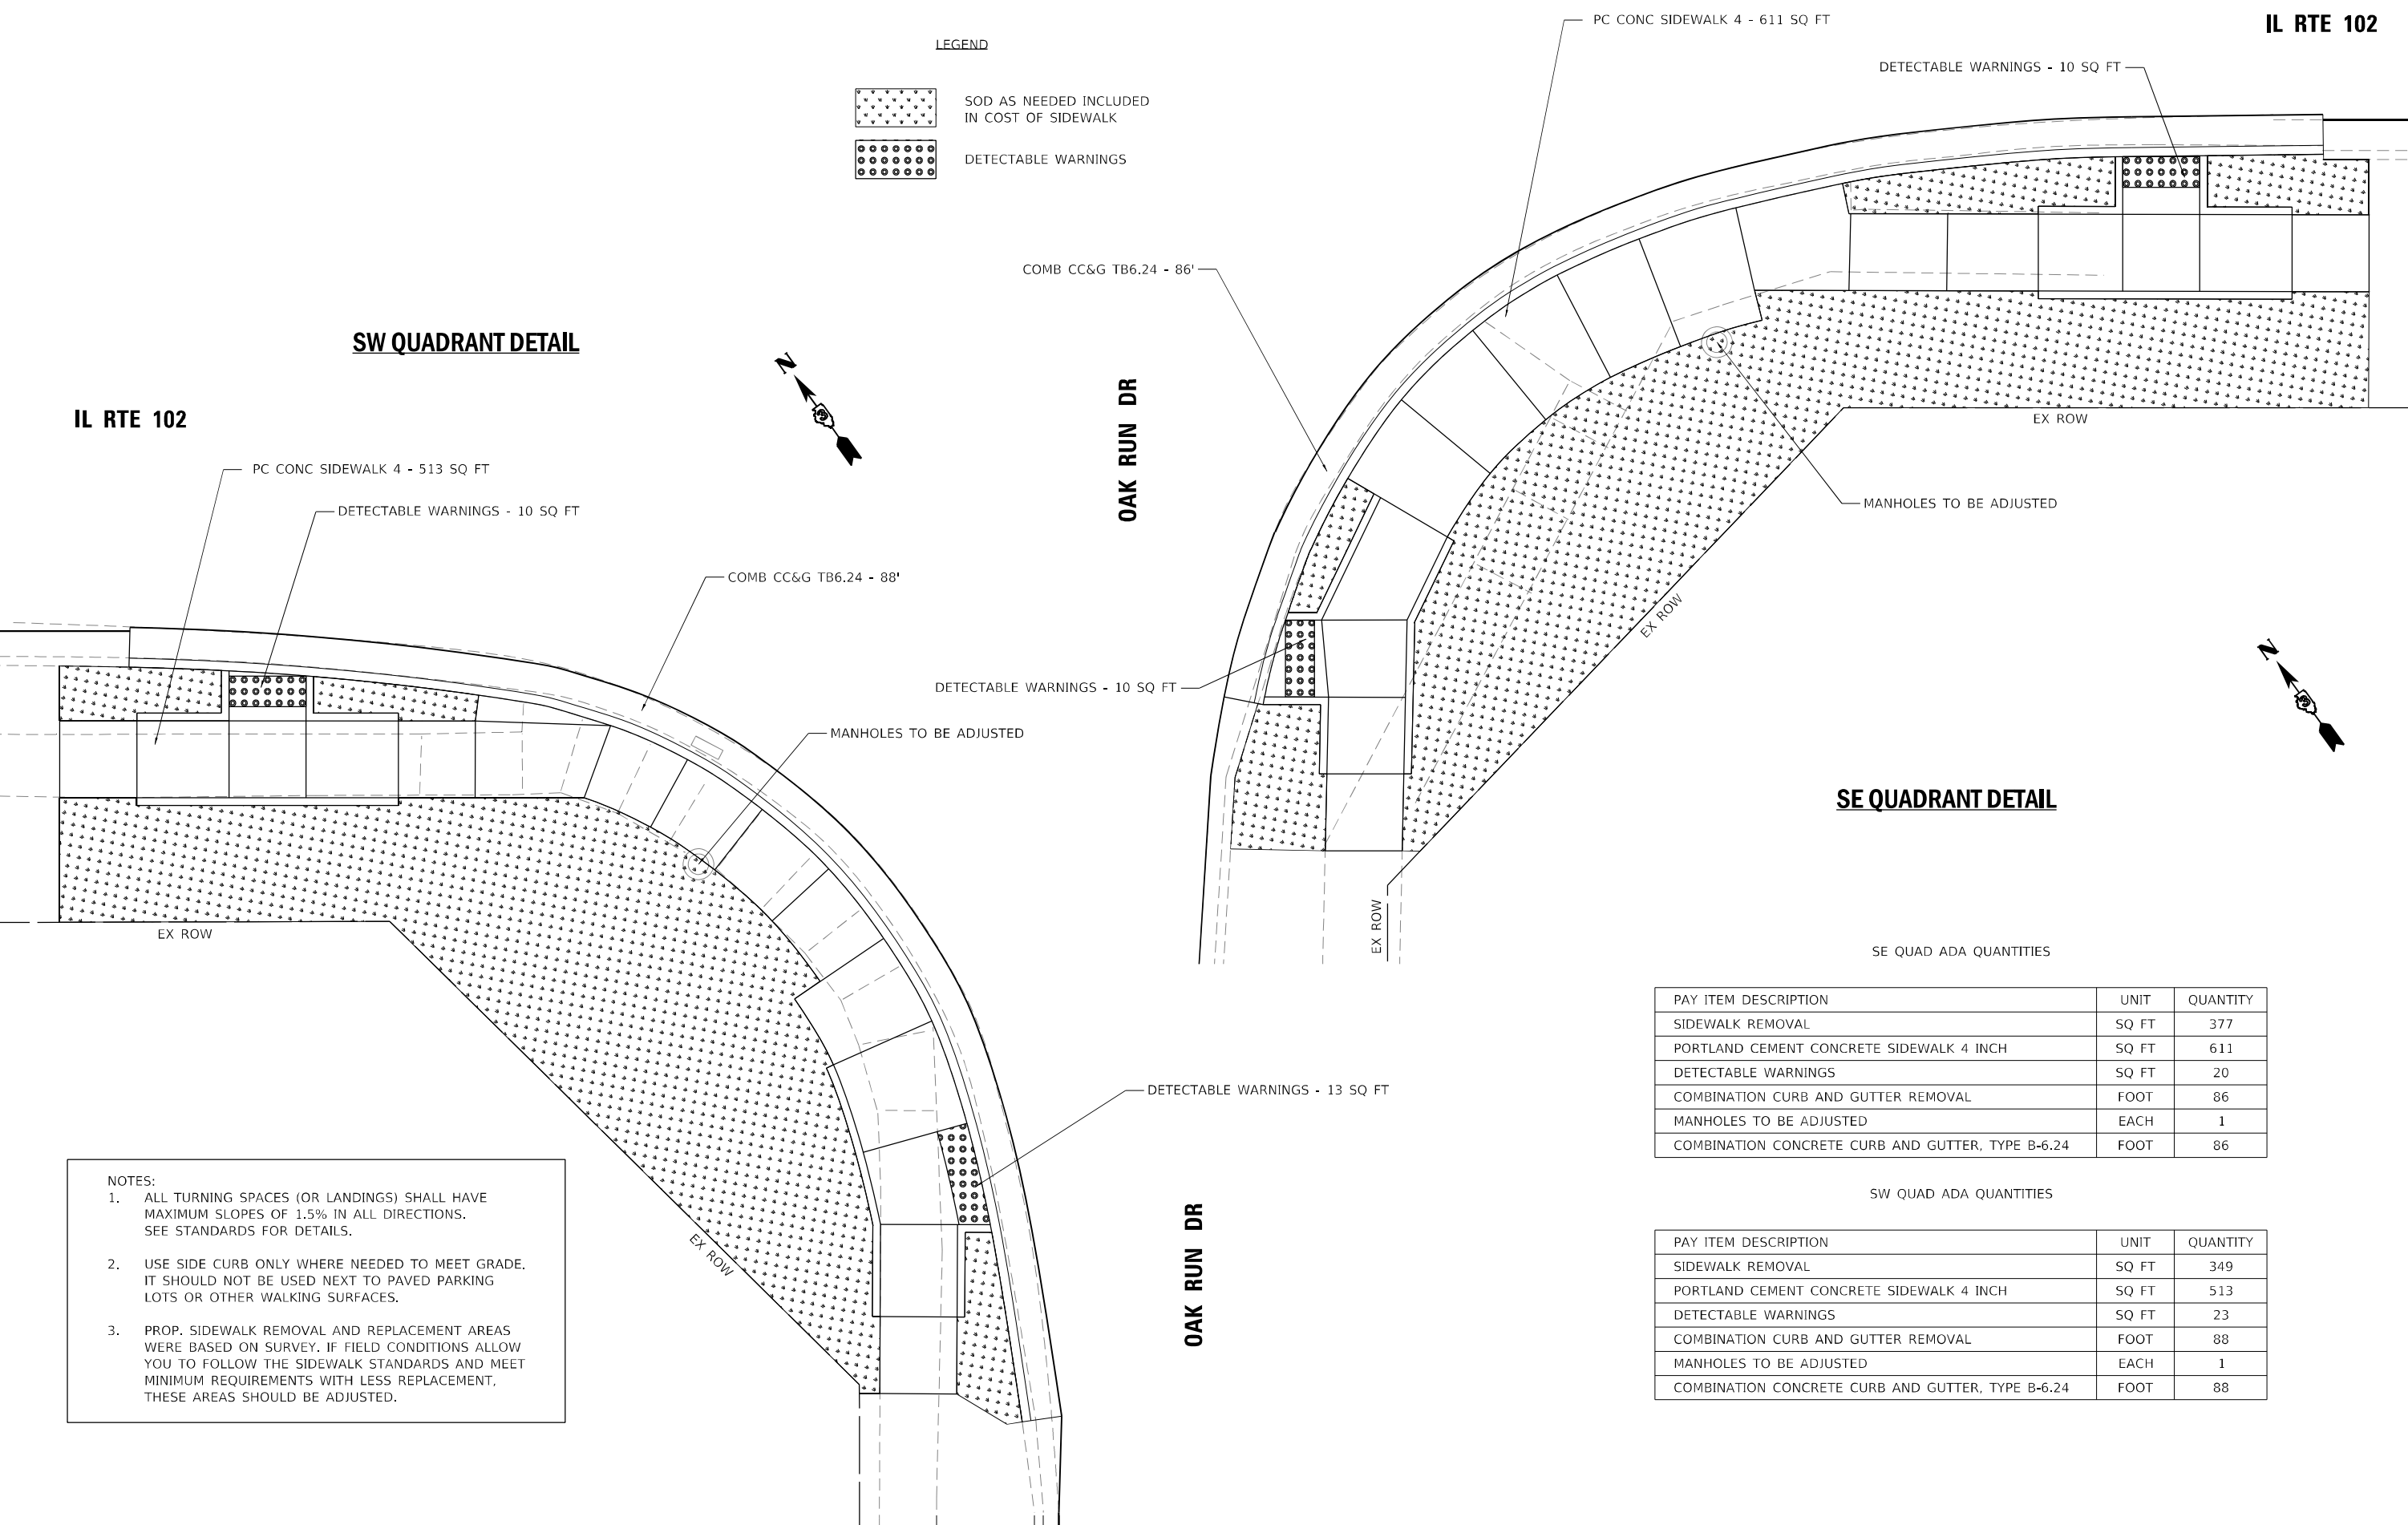 LEGEND
SOD AS NEEDED INCLUDED
IN COST OF SIDEWALK
DETECTABLE WARNINGS
SW QUADRANT DETAIL
N
IL RTE 102
PC CONC SIDEWALK 4 - 513 SQ FT
DETECTABLE WARNINGS - 10 SQ FT
COMB CC&G TB6.24 - 88'
MANHOLES TO BE ADJUSTED
EX ROW
DETECTABLE WARNINGS - 13 SQ FT
EX ROW
OAK RUN DR
NOTES:
1. ALL TURNING SPACES (OR LANDINGS) SHALL HAVE
MAXIMUM SLOPES OF 1.5% IN ALL DIRECTIONS.
SEE STANDARDS FOR DETAILS.
2. USE SIDE CURB ONLY WHERE NEEDED TO MEET GRADE.
IT SHOULD NOT BE USED NEXT TO PAVED PARKING
LOTS OR OTHER WALKING SURFACES.
3. PROP. SIDEWALK REMOVAL AND REPLACEMENT AREAS
WERE BASED ON SURVEY. IF FIELD CONDITIONS ALLOW
YOU TO FOLLOW THE SIDEWALK STANDARDS AND MEET
MINIMUM REQUIREMENTS WITH LESS REPLACEMENT,
THESE AREAS SHOULD BE ADJUSTED.
PC CONC SIDEWALK 4 - 611 SQ FT
IL RTE 102
DETECTABLE WARNINGS - 10 SQ FT
COMB CC&G TB6.24 - 86'
OAK RUN DR
EX ROW
MANHOLES TO BE ADJUSTED
EX ROW
DETECTABLE WARNINGS - 10 SQ FT
N
SE QUADRANT DETAIL
EX ROW
SE QUAD ADA QUANTITIES
PAY ITEM DESCRIPTION UNIT QUANTITY
SIDEWALK REMOVAL SQ FT 377
PORTLAND CEMENT CONCRETE SIDEWALK 4 INCH SQ FT 611
DETECTABLE WARNINGS SQ FT 20
COMBINATION CURB AND GUTTER REMOVAL FOOT 86
MANHOLES TO BE ADJUSTED EACH 1
COMBINATION CONCRETE CURB AND GUTTER, TYPE B-6.24 FOOT 86
SW QUAD ADA QUANTITIES
PAY ITEM DESCRIPTION UNIT QUANTITY
SIDEWALK REMOVAL SQ FT 349
PORTLAND CEMENT CONCRETE SIDEWALK 4 INCH SQ FT 513
DETECTABLE WARNINGS SQ FT 23
COMBINATION CURB AND GUTTER REMOVAL FOOT 88
MANHOLES TO BE ADJUSTED EACH 1
COMBINATION CONCRETE CURB AND GUTTER, TYPE B-6.24 FOOT 88